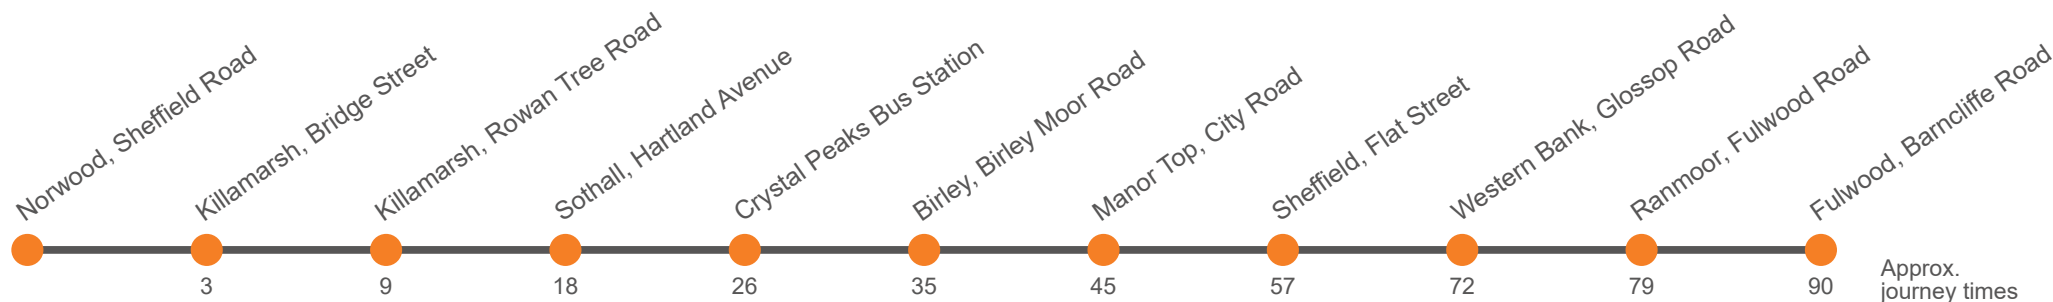 Norwood, Sheffield Road
Killamarsh, Bridge Street
Killamarsh, Rowan Tree Road
Sothall, Hartland Avenue
Crystal Peaks Bus Station
Birley, Birley Moor Road
Manor Top, City Road
Sheffield, Flat Street
Western Bank, Glossop Road
Ranmoor, Fulwood Road
Fulwood, Barncliffe Road
3
9
18
26
35
45
57
72
79
90
Approx.
journey times